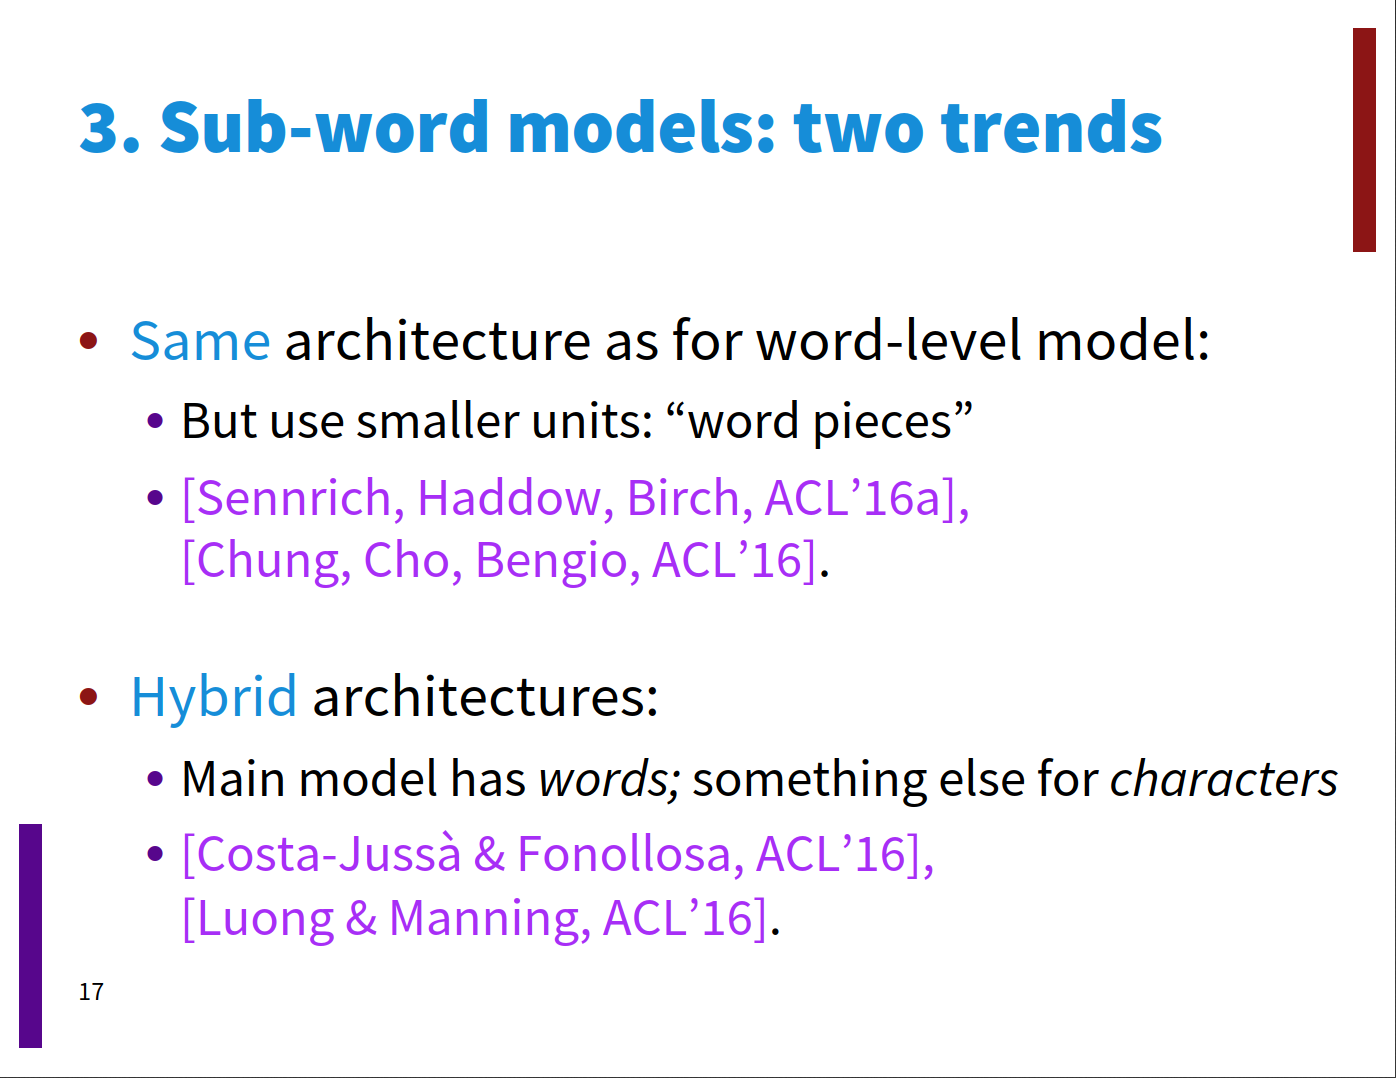 3. Sub-word models: two trends
• Same architecture as for word-level model:
• But use smaller units: “word pieces”
• [Sennrich, Haddow, Birch, ACL’16a],
[Chung, Cho, Bengio, ACL’16].
• Hybrid architectures:
• Main model has words; something else for characters
• [Costa-Jussà & Fonollosa, ACL’16],
[Luong & Manning, ACL’16].
17